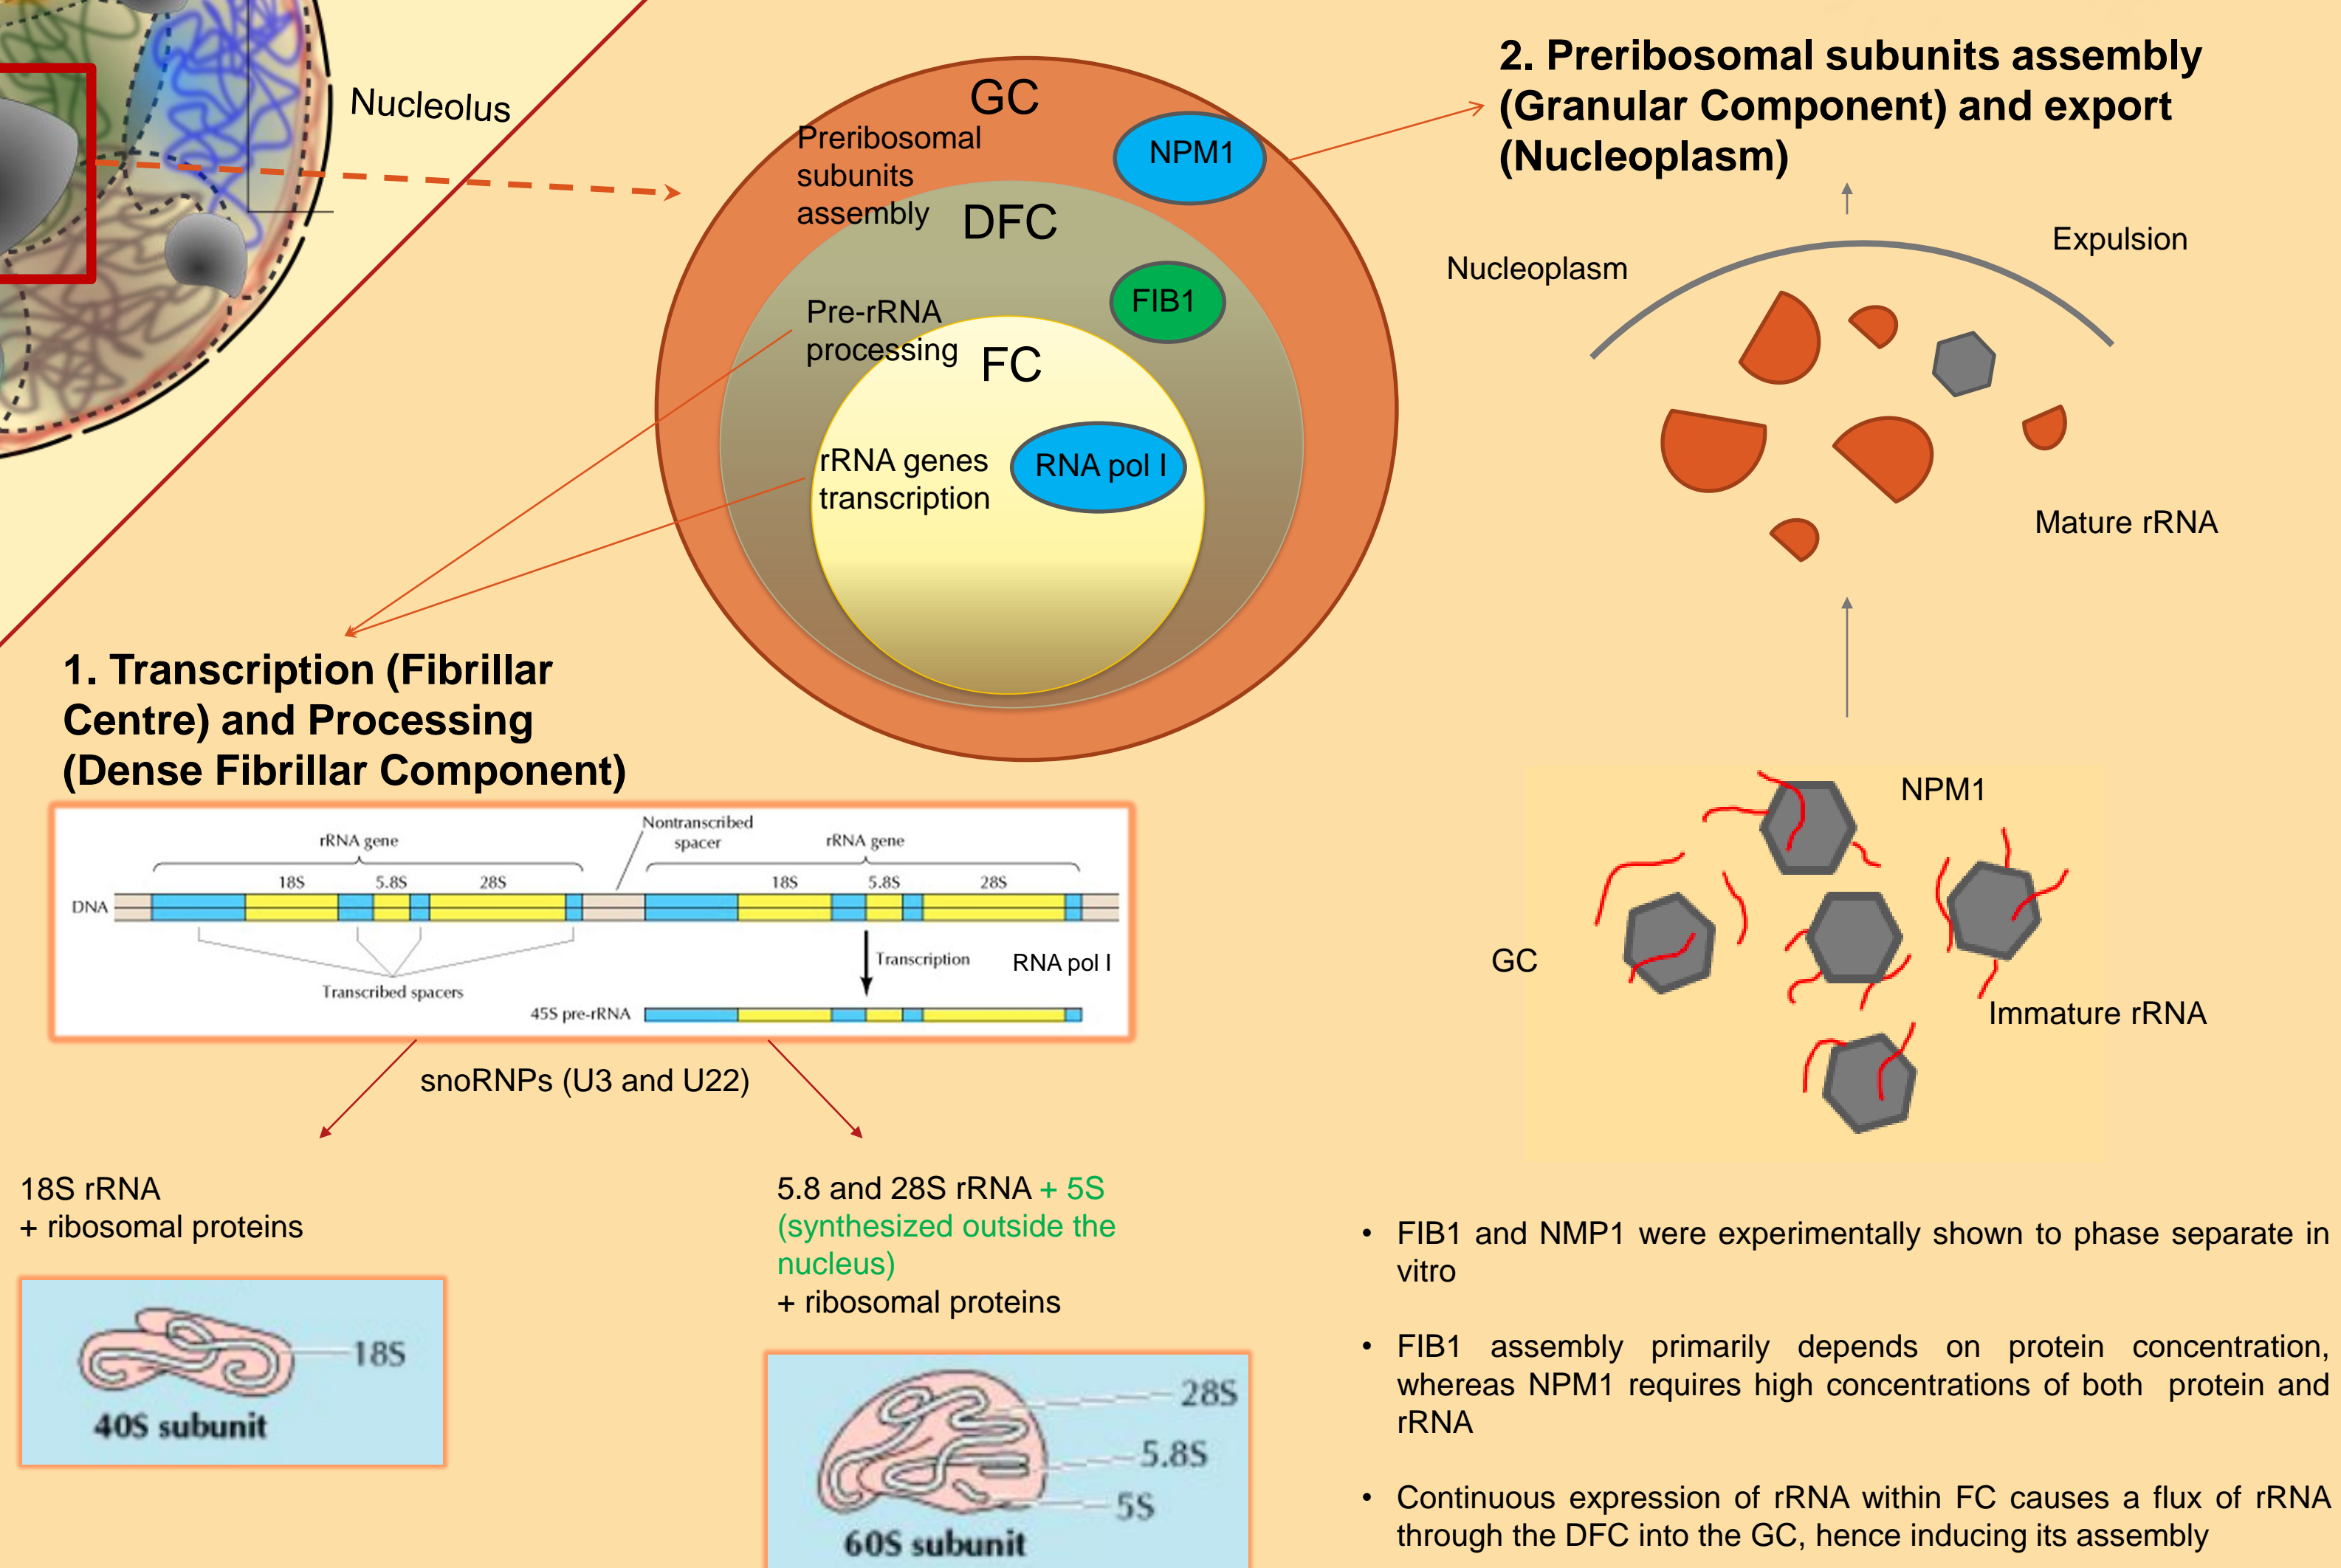 Nucleolus
GC
Preribosomal
subunits
assembly
NPM1
DFC
FIB1
Pre-rRNA
processing
FC
rRNA genes
transcription
RNA pol I
2. Preribosomal subunits assembly
(Granular Component) and export
(Nucleoplasm)
Expulsion
Nucleoplasm
Mature rRNA
NPM1
GC
Immature rRNA
1. Transcription (Fibrillar
Centre) and Processing
(Dense Fibrillar Component)
Nontranscribed
spacer
rRNA gene
rRNA gene
18S 5.8S 28S
18S 5.8S 28S
DNA
Transcription
RNA pol I
Transcribed spacers
45S pre-rRNA
snoRNPs (U3 and U22)
18S rRNA
+ ribosomal proteins
18S
40S subunit
5.8 and 28S rRNA + 5S
(synthesized outside the
nucleus)
+ ribosomal proteins
28S
5.8S
5S
60S subunit
• FIB1 and NMP1 were experimentally shown to phase separate in
vitro
• FIB1 assembly primarily depends on protein concentration,
whereas NPM1 requires high concentrations of both protein and
rRNA
• Continuous expression of rRNA within FC causes a flux of rRNA
through the DFC into the GC, hence inducing its assembly